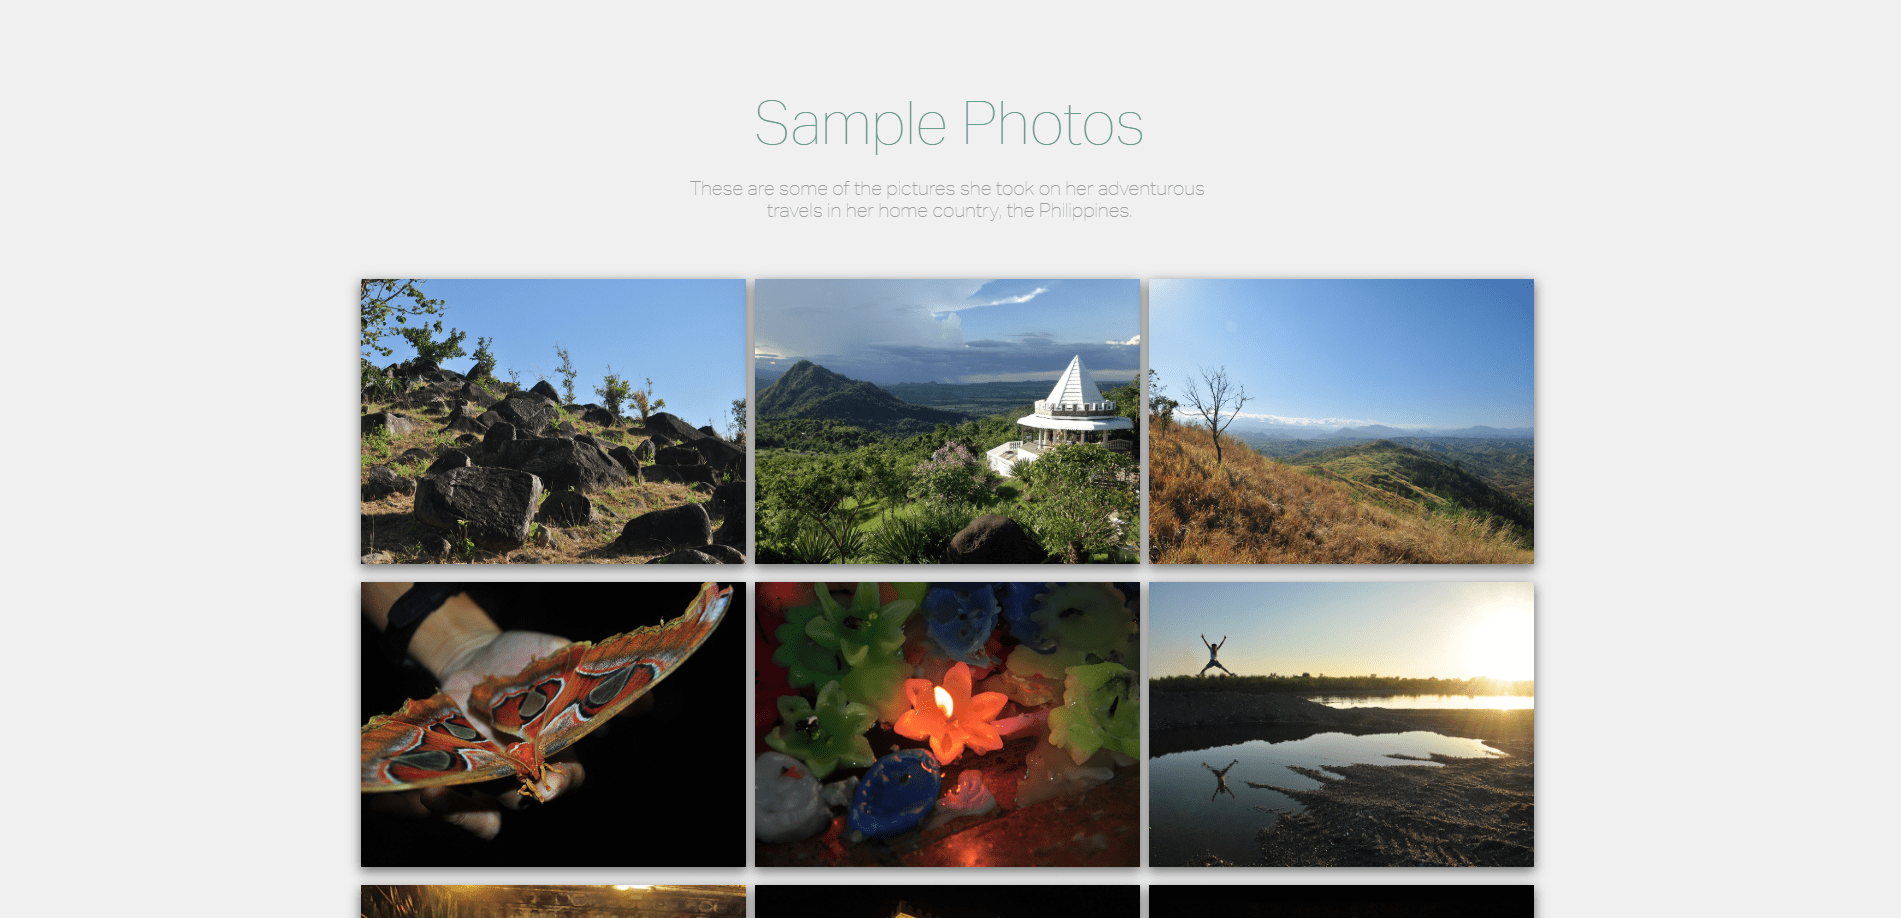 Sample Photos
These are some of the pictures she took on her adventurous
travels in her home country, the Philippines.